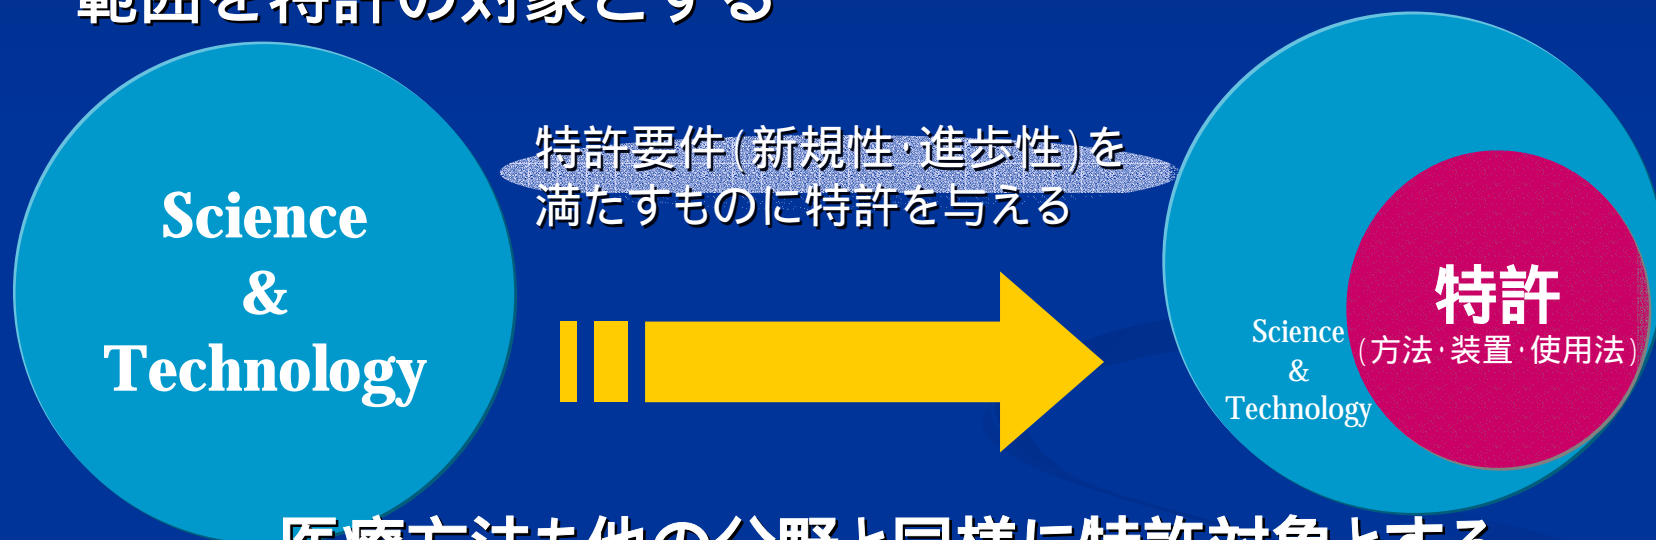 範囲を特許の対象とする
特許要件(新規性・進歩性)を
満たすものに特許を与える
Science
&
Technology
特許
(方法・装置・使用法)
Science
&
Technology
医療方法も他の分野と同様に特許対象とする